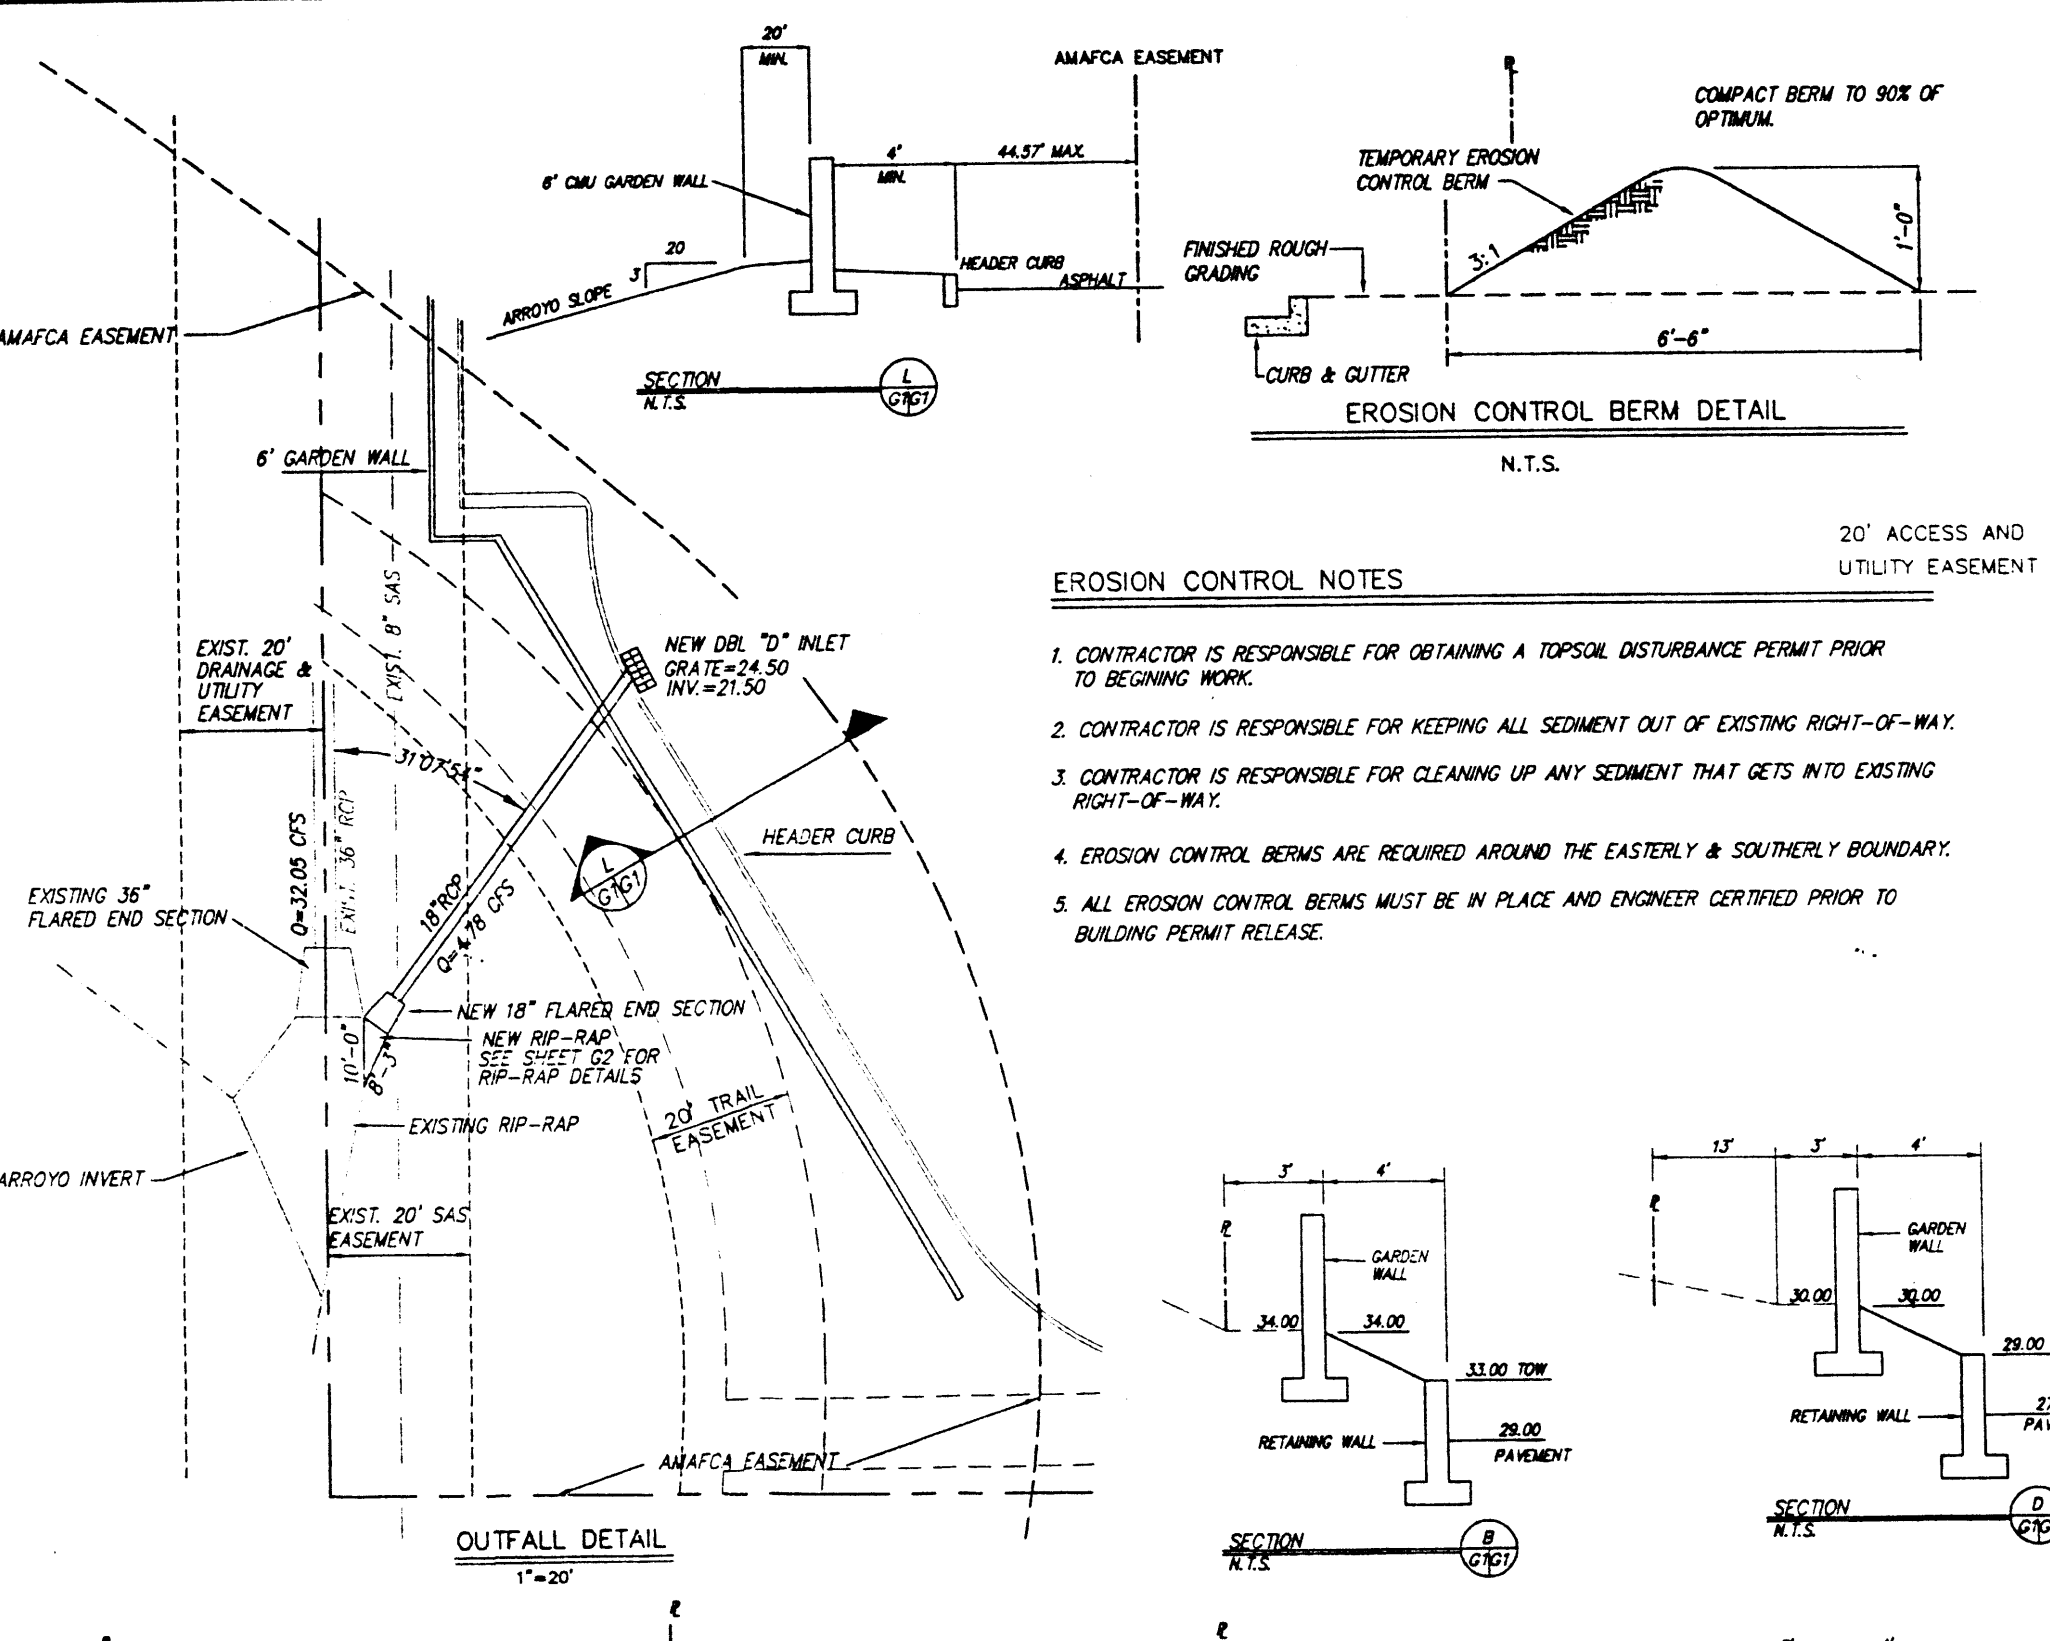 20'
MIN.
AMAFCA EASEMENT
6' CMU GARDEN WALL
4'
MIN.
44.57' MAX.
20
3
ARROYO SLOPE
HEADER CURB
ASPHALT
SECTION
N.T.S.
L
G1 G1
COMPACT BERM TO 90% OF
OPTIMUM.
TEMPORARY EROSION
CONTROL BERM
FINISHED ROUGH
GRADING
3:1
1'-0"
6'-6"
CURB & GUTTER
EROSION CONTROL BERM DETAIL
N.T.S.
20' ACCESS AND
UTILITY EASEMENT
EROSION CONTROL NOTES
1. CONTRACTOR IS RESPONSIBLE FOR OBTAINING A TOPSOIL DISTURBANCE PERMIT PRIOR
TO BEGINING WORK.
2. CONTRACTOR IS RESPONSIBLE FOR KEEPING ALL SEDIMENT OUT OF EXISTING RIGHT-OF-WAY.
3. CONTRACTOR IS RESPONSIBLE FOR CLEANING UP ANY SEDIMENT THAT GETS INTO EXISTING
RIGHT-OF-WAY.
4. EROSION CONTROL BERMS ARE REQUIRED AROUND THE EASTERLY & SOUTHERLY BOUNDARY.
5. ALL EROSION CONTROL BERMS MUST BE IN PLACE AND ENGINEER CERTIFIED PRIOR TO
BUILDING PERMIT RELEASE.
AMAFCA EASEMENT
6' GARDEN WALL
EXIST. 8" SAS
EXIST. 20'
DRAINAGE &
UTILITY
EASEMENT
NEW DBL "D" INLET
GRATE=24.50
INV.=21.50
31°07'54"
Q=32.05 CFS
EXIST. 36" RCP
HEADER CURB
L
G1 G1
18" RCP
Q=4.78 CFS
EXISTING 36"
FLARED END SECTION
NEW 18" FLARED END SECTION
NEW RIP-RAP
SEE SHEET G2 FOR
RIP-RAP DETAILS
10'-0"
8'-3"
20' TRAIL
EASEMENT
EXISTING RIP-RAP
ARROYO INVERT
EXIST. 20' SAS
EASEMENT
AMAFCA EASEMENT
OUTFALL DETAIL
1"=20'
3'
4'
GARDEN
WALL
34.00
34.00
33.00 TOW
RETAINING WALL
29.00
PAVEMENT
SECTION
N.T.S.
B
G1 G1
13'
3'
4'
GARDEN
WALL
30.00
30.00
29.00
RETAINING WALL
SECTION
N.T.S.
D